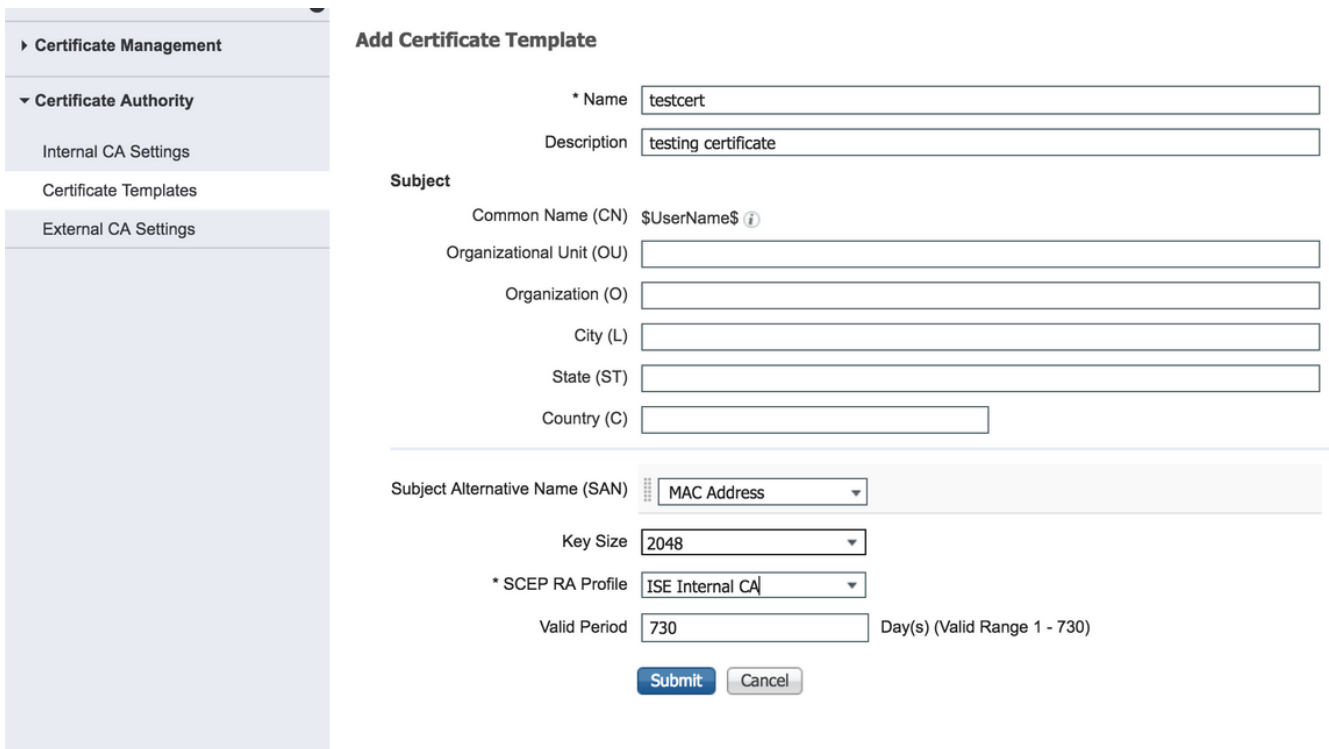 Certificate Management
Certificate Authority
Internal CA Settings
Certificate Templates
External CA Settings
Add Certificate Template
* Name testcert
Description testing certificate
Subject
Common Name (CN) $UserName$ i
Organizational Unit (OU)
Organization (O)
City (L)
State (ST)
Country (C)
Subject Alternative Name (SAN) MAC Address
Key Size 2048
* SCEP RA Profile ISE Internal CA
Valid Period 730 Day(s) (Valid Range 1 - 730)
Submit Cancel